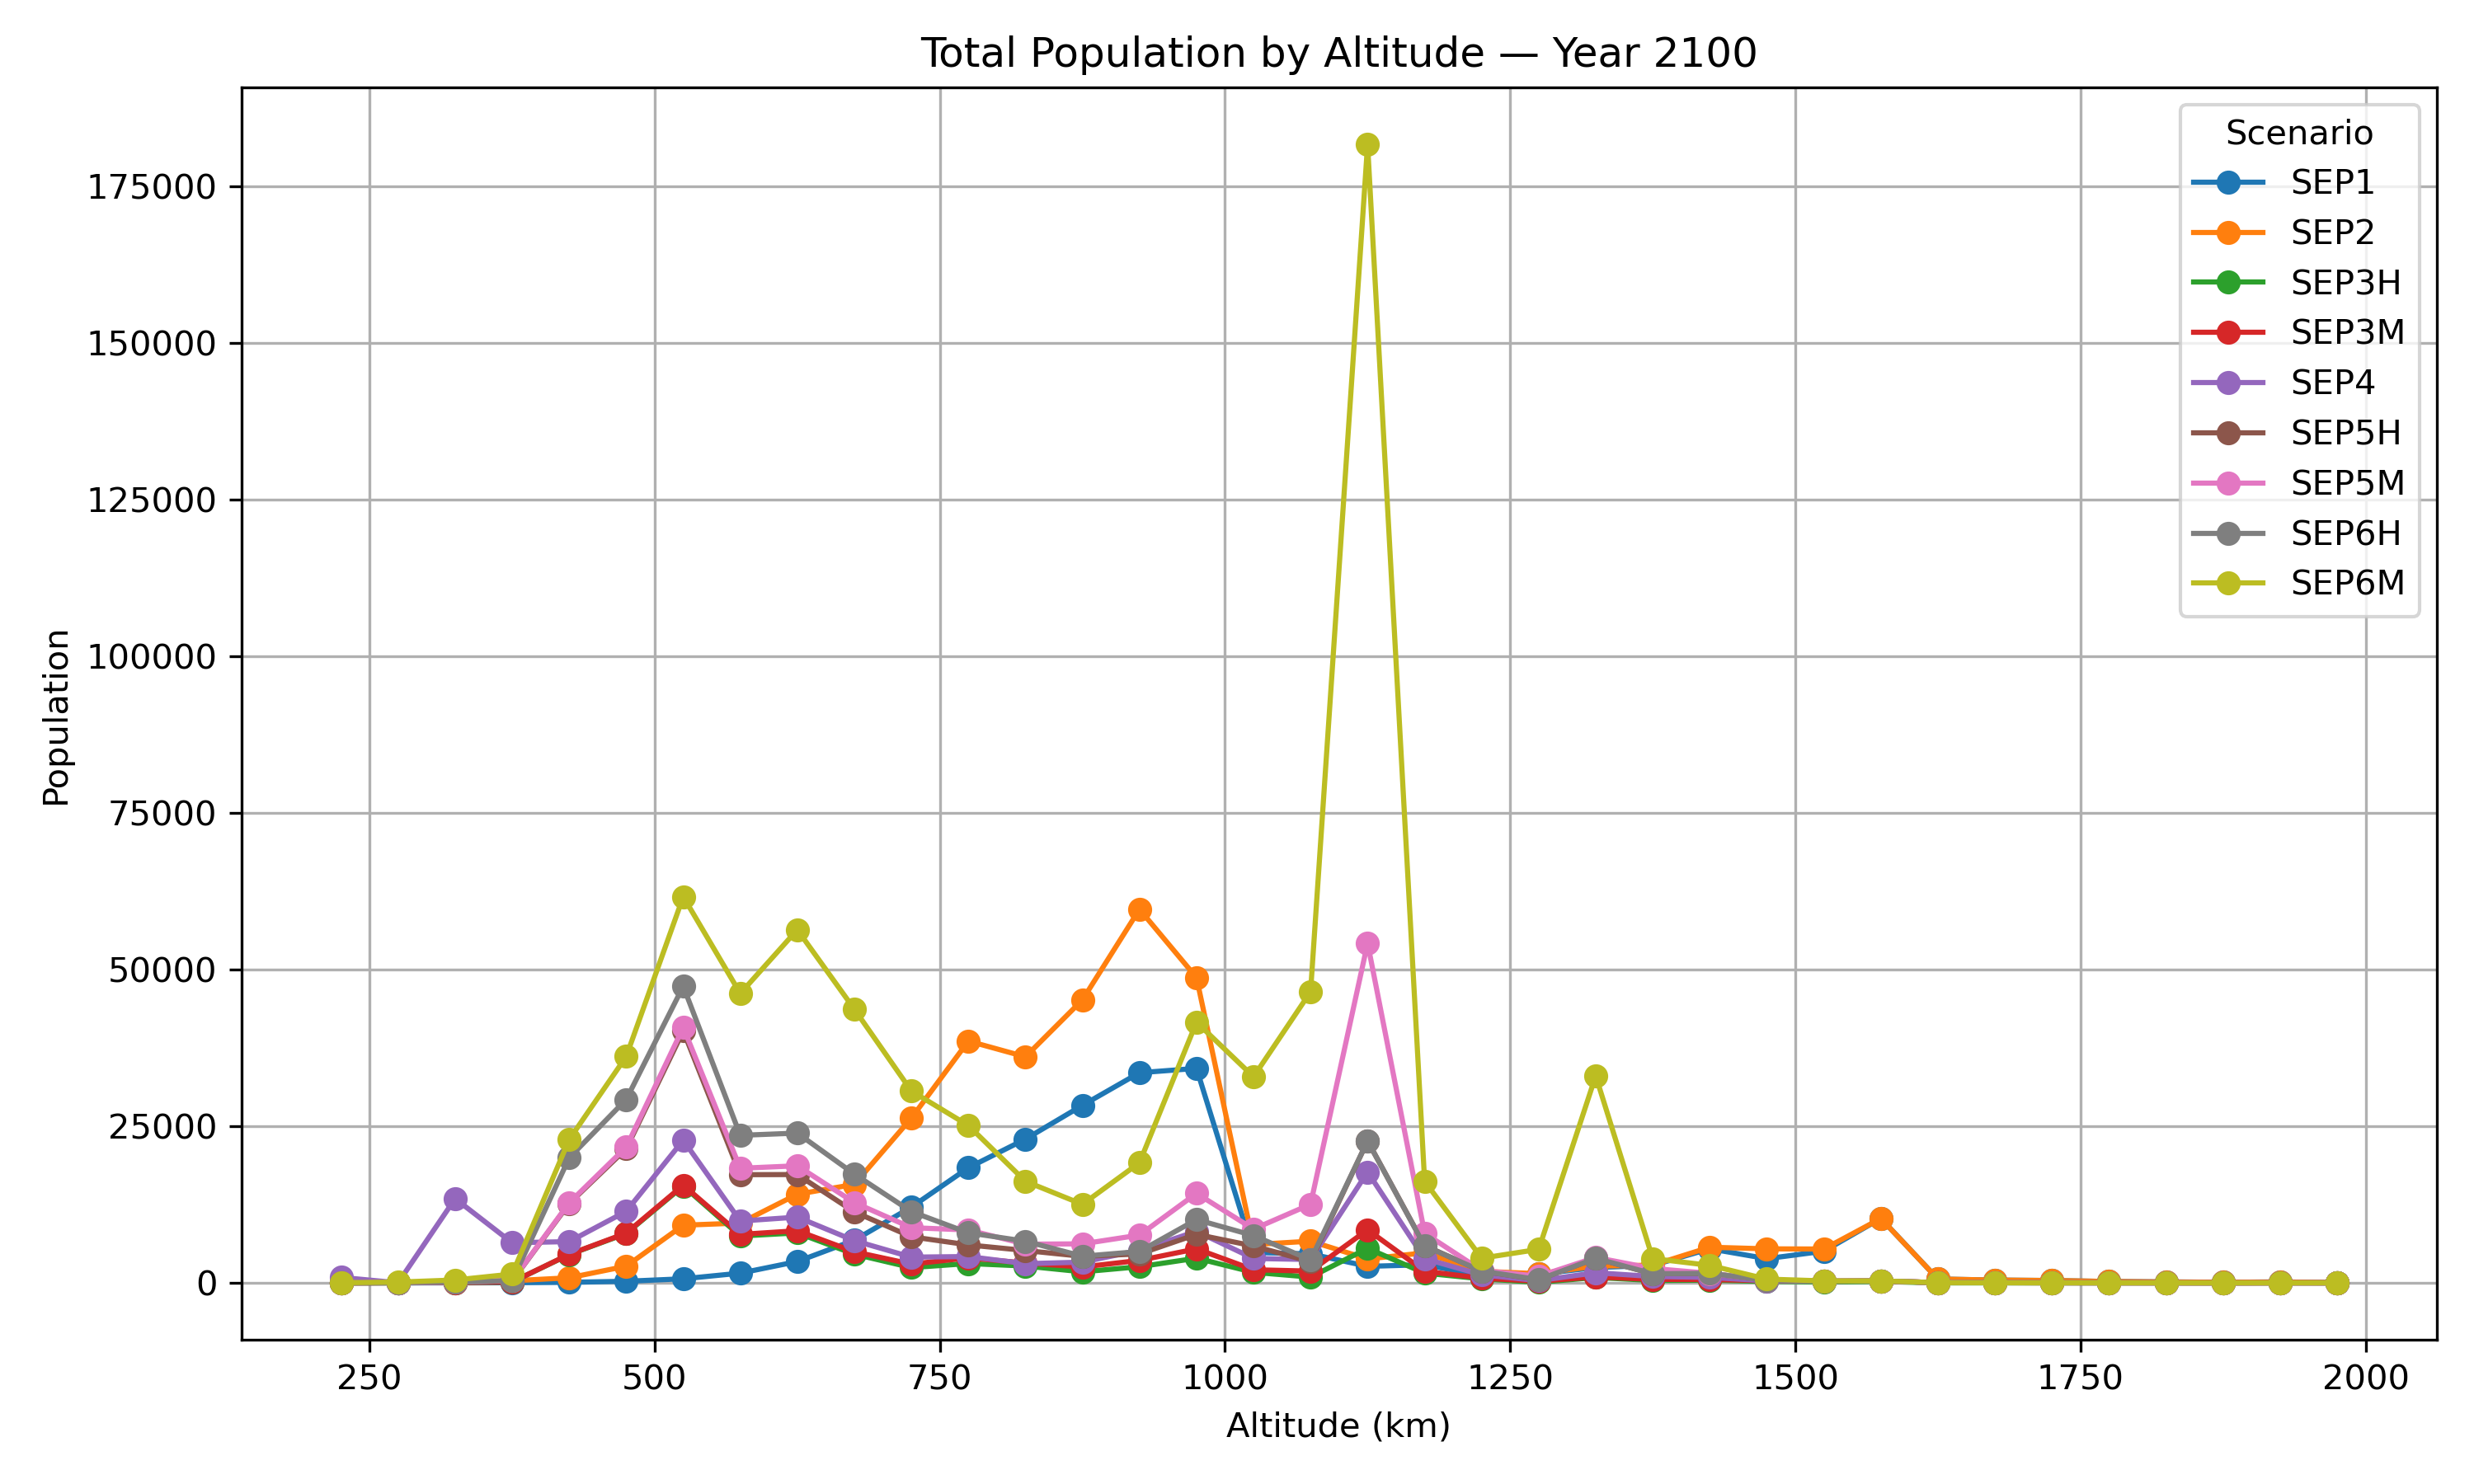 Total Population by Altitude — Year 2100
Population
175000
150000
125000
100000
75000
50000
25000
0
250
500
750
1000
1250
1500
1750
2000
Altitude (km)
Scenario
SEP1
SEP2
SEP3H
SEP3M
SEP4
SEP5H
SEP5M
SEP6H
SEP6M